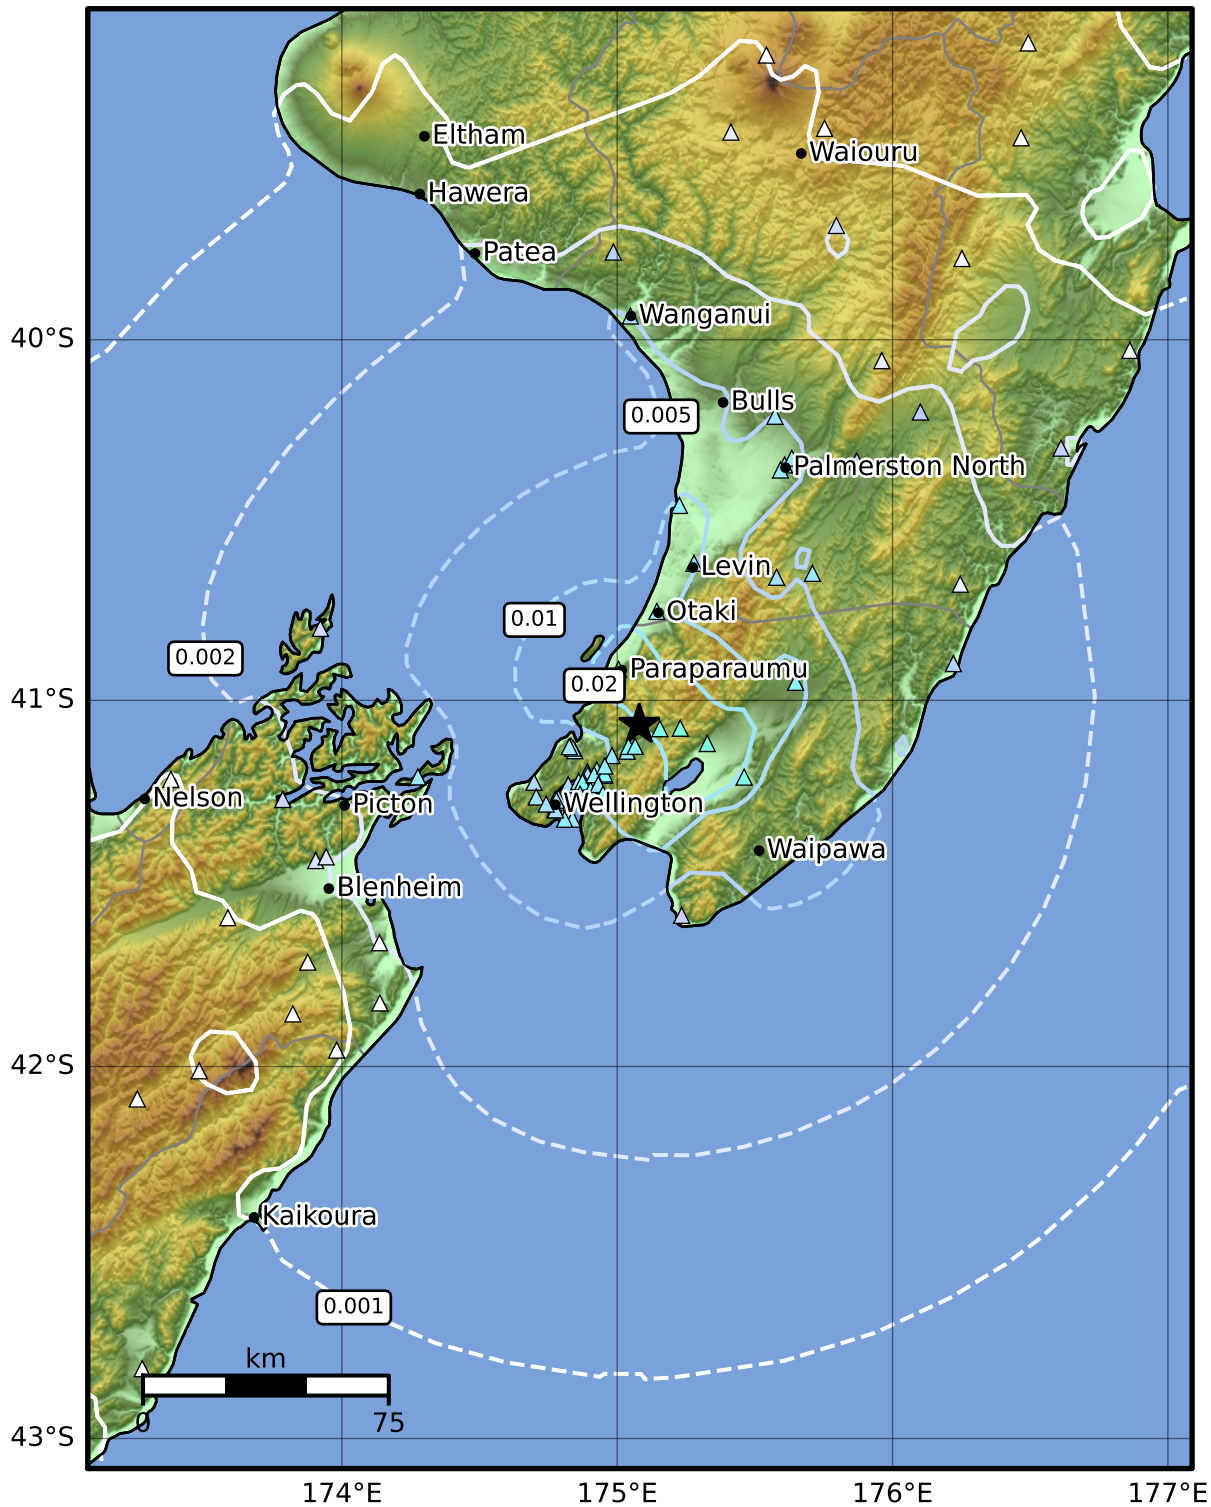 Eltham
Waiouru
Hawera
Patea
Wanganui
40°S
Bulls
0.005
Palmerston North
Levin
Otaki
0.01
0.002
Paraparaumu
0.02
41°S
Nelson
Picton
Wellington
Waipawa
Blenheim
42°S
Kaikoura
0.001
km
0
75
43°S
174°E
175°E
176°E
177°E